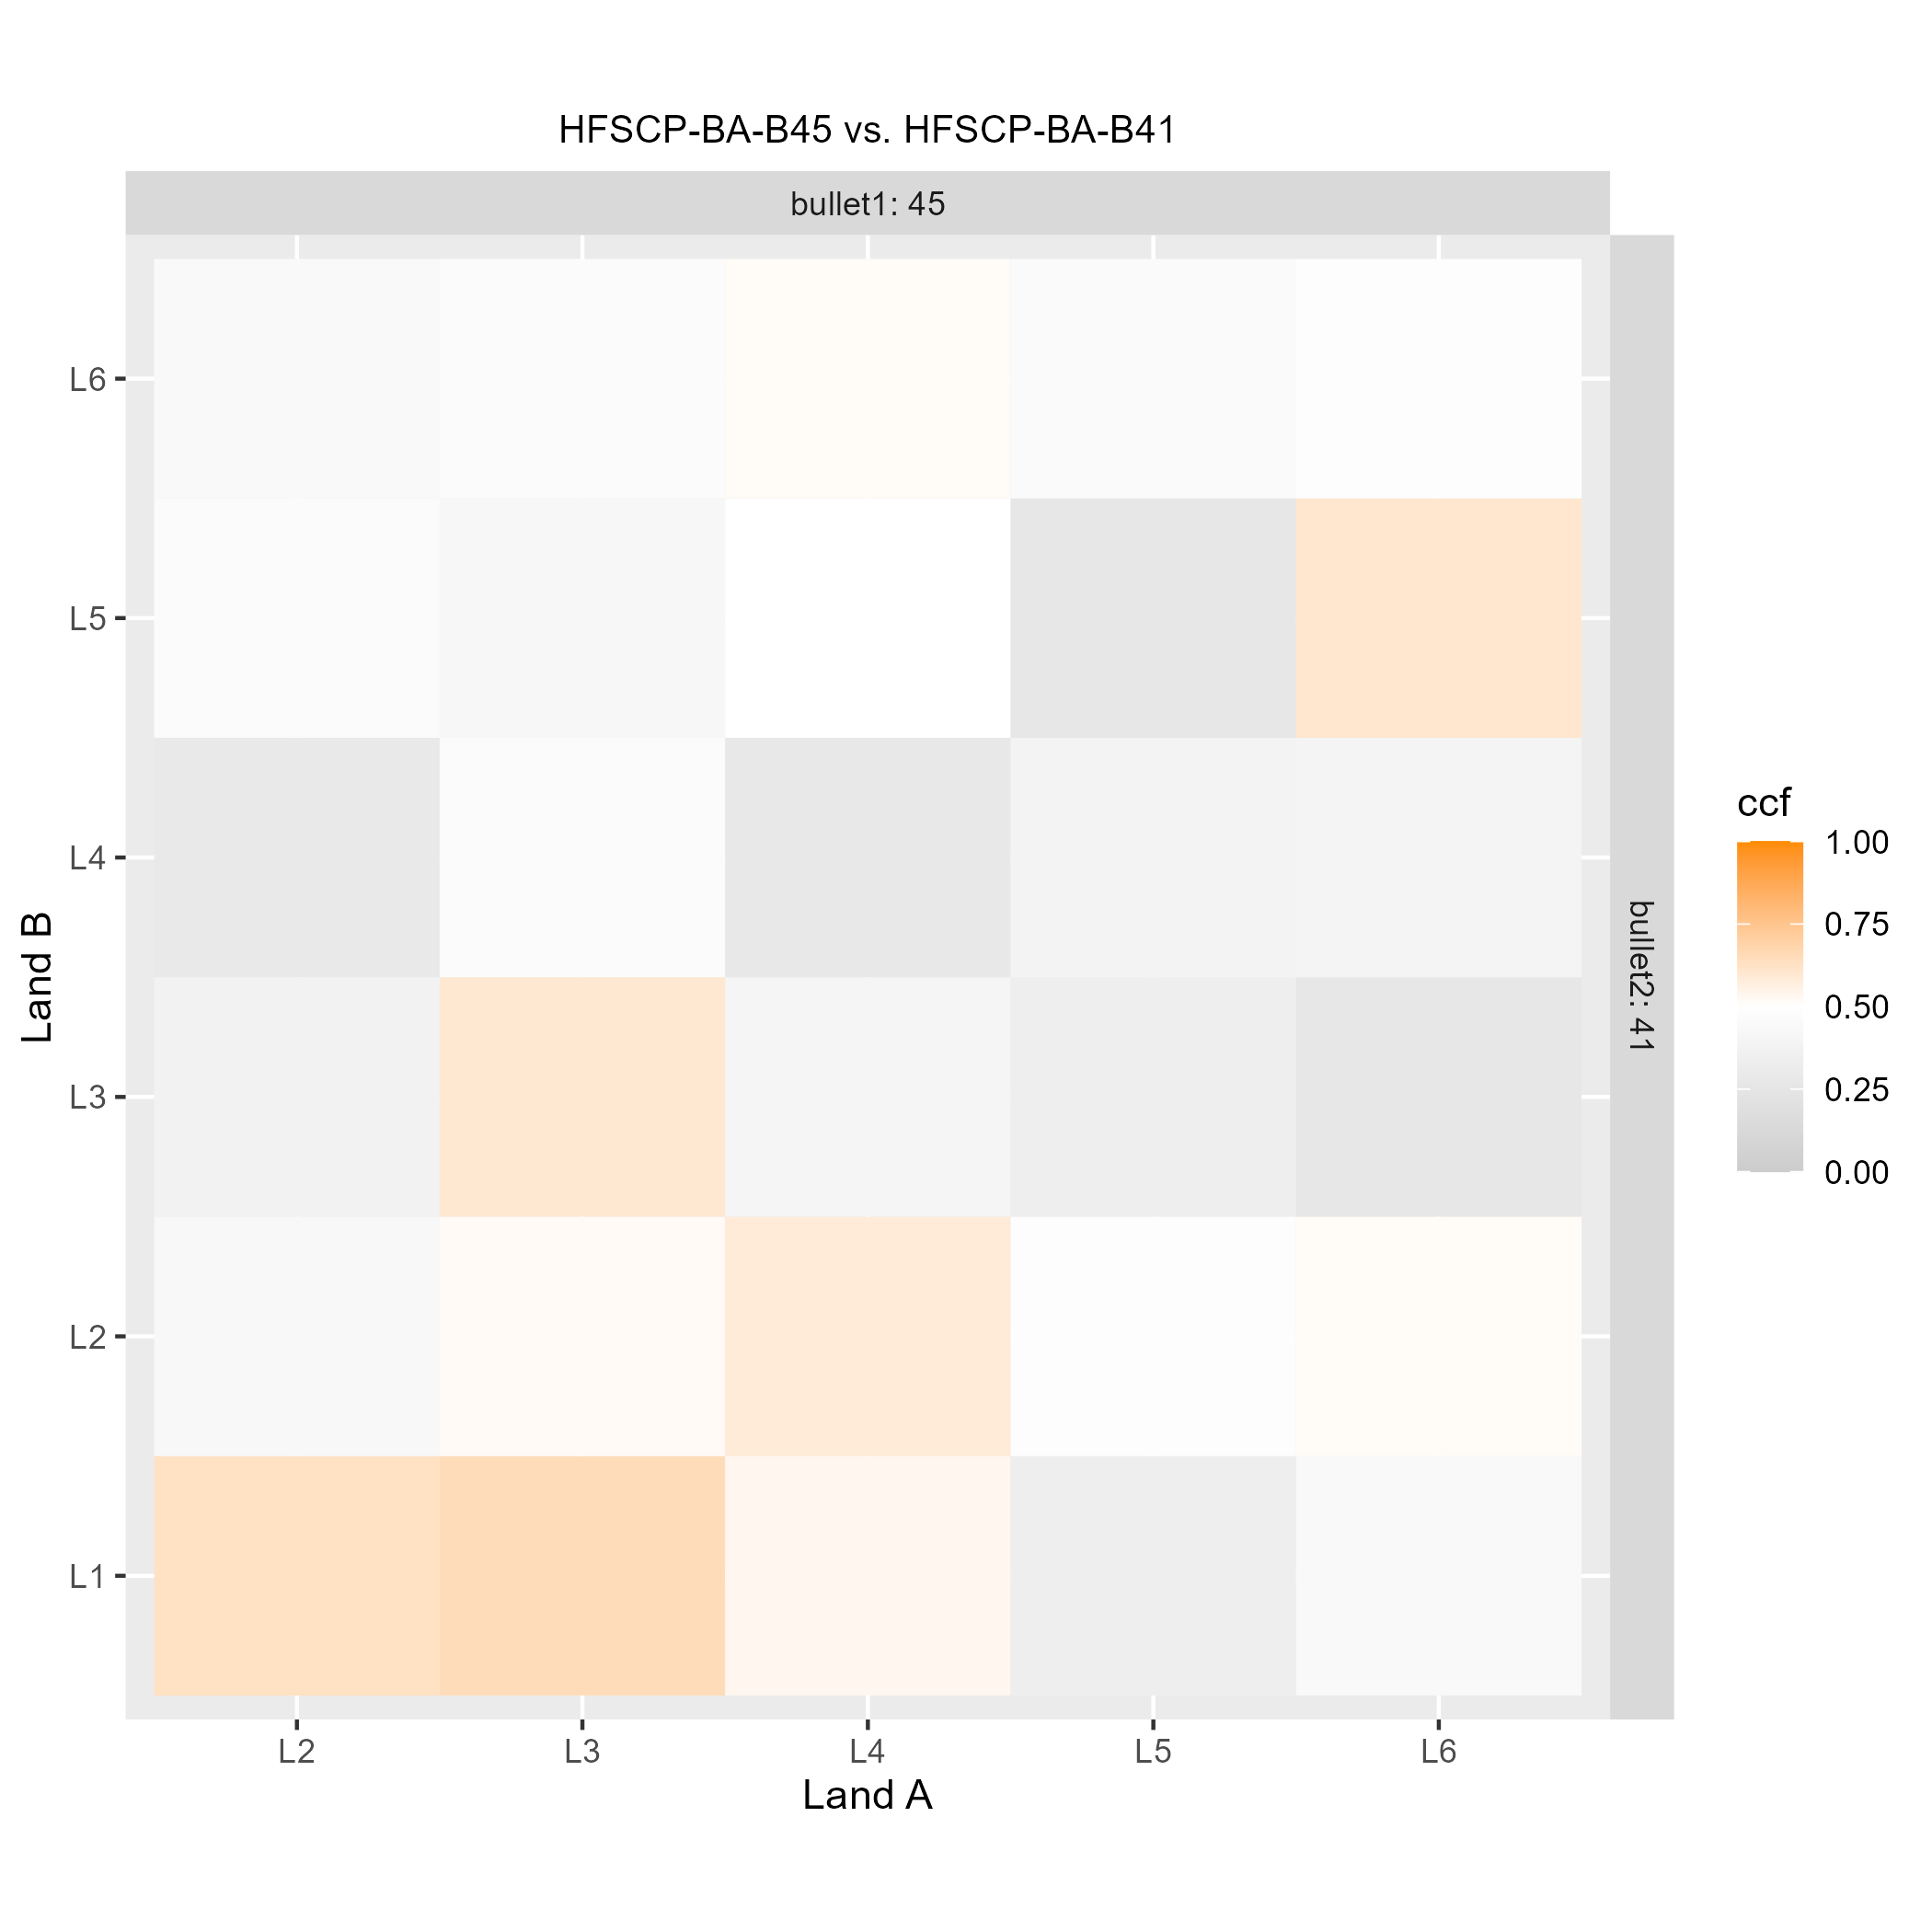 HFSCP-BA-B45 vs. HFSCP-BA-B41
bullet1: 45
L6
L5
L4
L3
L2
L1
Land B
bullet2: 41
L2 L3 L4 L5 L6
Land A
ccf
1.00
0.75
0.50
0.25
0.00